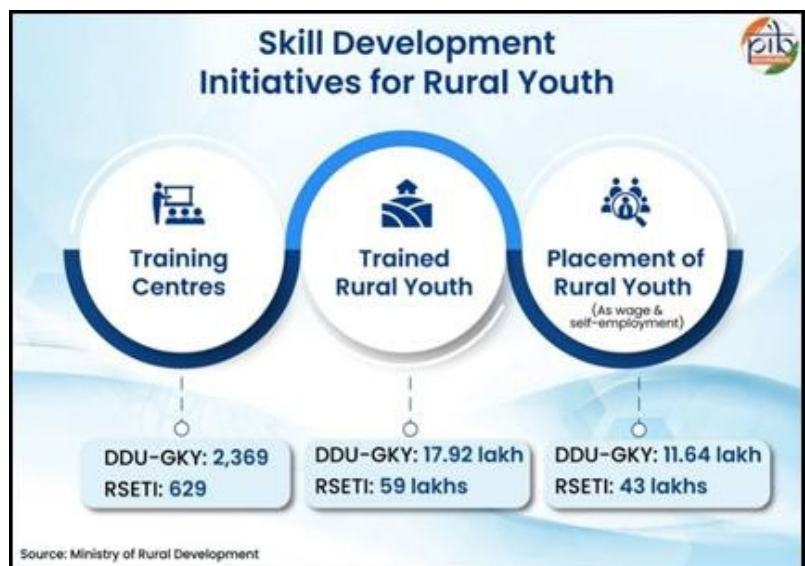 Skill Development
Initiatives for Rural Youth
pib
Training
Centres
Trained
Rural Youth
Placement of
Rural Youth
(As wage &
self-employment)
DDU-GKY: 2,369
RSETI: 629
DDU-GKY: 17.92 lakh
RSETI: 59 lakhs
DDU-GKY: 11.64 lakh
RSETI: 43 lakhs
Source: Ministry of Rural Development